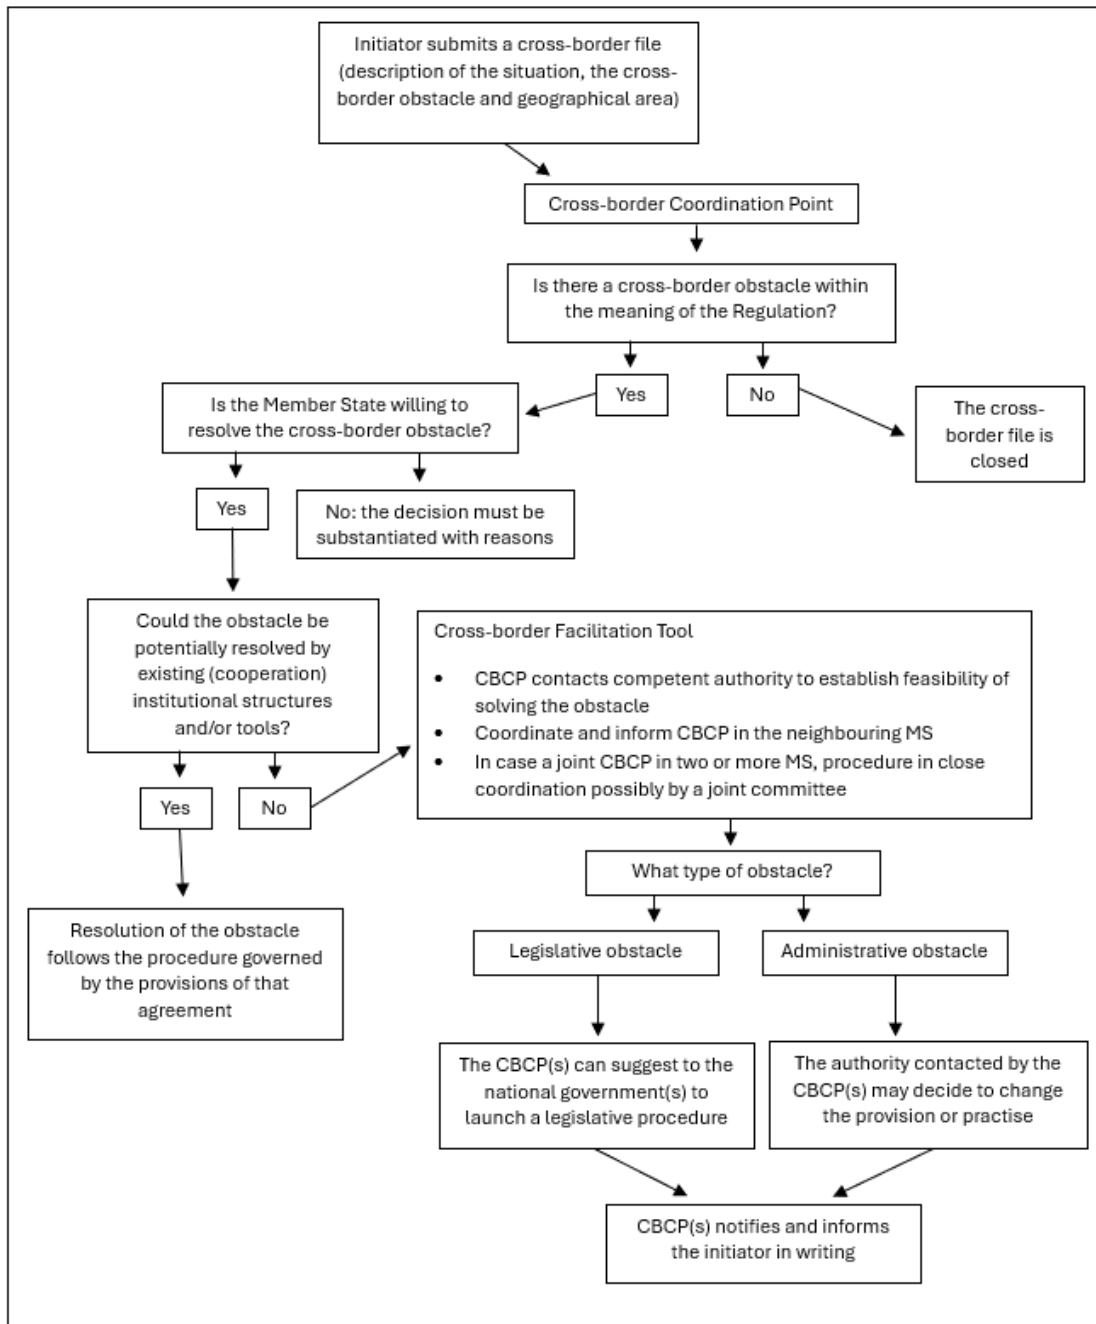 Initiator submits a cross-border file
(description of the situation, the cross-
border obstacle and geographical area)
Cross-border Coordination Point
Is there a cross-border obstacle within
the meaning of the Regulation?
Yes
No
The cross-
border file is
closed
Is the Member State willing to
resolve the cross-border obstacle?
Yes
No: the decision must be
substantiated with reasons
Could the obstacle be
potentially resolved by
existing (cooperation)
institutional structures
and/or tools?
Yes
No
Resolution of the obstacle
follows the procedure governed
by the provisions of that
agreement
Cross-border Facilitation Tool
• CBCP contacts competent authority to establish feasibility of
solving the obstacle
• Coordinate and inform CBCP in the neighbouring MS
• In case a joint CBCP in two or more MS, procedure in close
coordination possibly by a joint committee
What type of obstacle?
Legislative obstacle
Administrative obstacle
The CBCP(s) can suggest to the
national government(s) to
launch a legislative procedure
The authority contacted by the
CBCP(s) may decide to change
the provision or practise
CBCP(s) notifies and informs
the initiator in writing